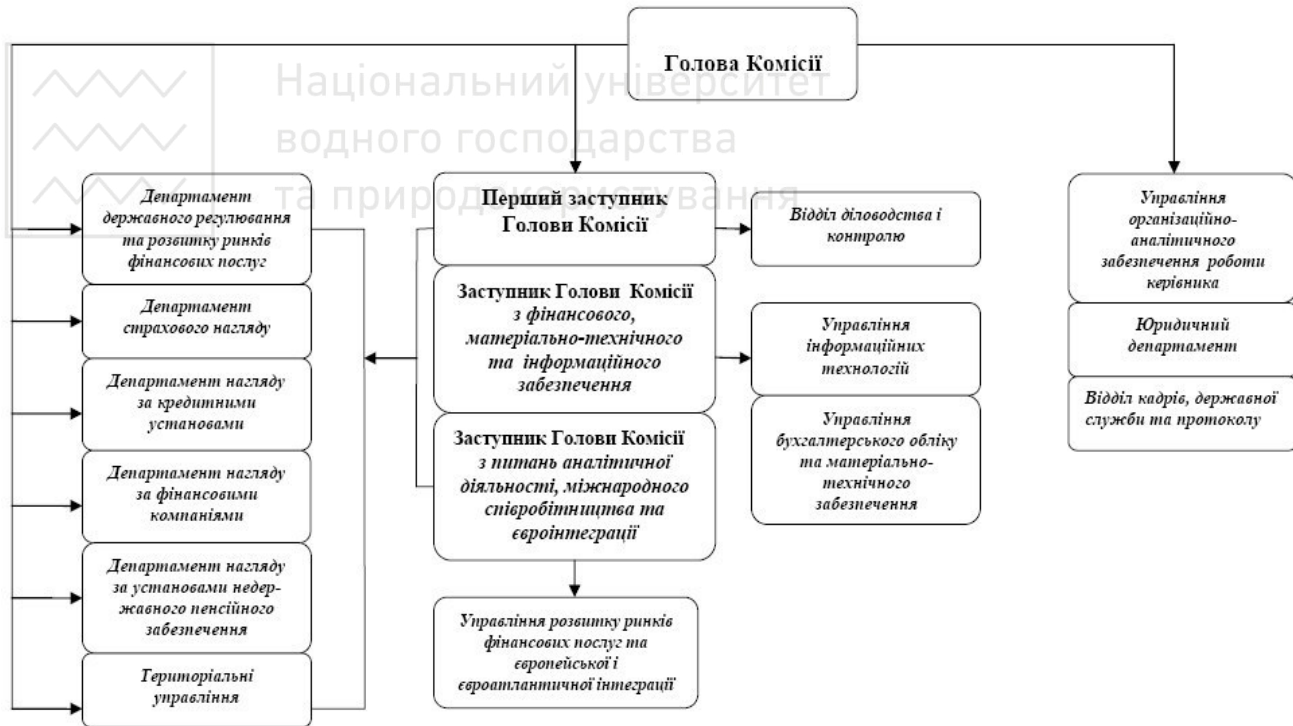 Голова Комісії
Національний університет
водного господарства
та природокористування
Департамент
державного регулювання
та розвитку ринків
фінансових послуг
Департамент
страхового нагляду
Департамент нагляду
за кредитними
установами
Департамент нагляду
за фінансовими
компаніями
Департамент нагляду
за установами недер-
жавного пенсійного
забезпечення
Територіальні
управління
Перший заступник
Голови Комісії
Заступник Голови Комісії
з фінансового,
матеріально-технічного
та інформаційного
забезпечення
Заступник Голови Комісії
з питань аналітичної
діяльності, міжнародного
співробітництва та
євроінтеграції
Управління розвитку ринків
фінансових послуг та
європейської і
євроатлантичної інтеграції
Відділ діловодства і
контролю
Управління
інформаційних
технологій
Управління
бухгалтерського обліку
та матеріально-
технічного
забезпечення
Управління
організаційно-
аналітичного
забезпечення роботи
керівника
Юридичний
департамент
Відділ кадрів, державної
служби та протоколу